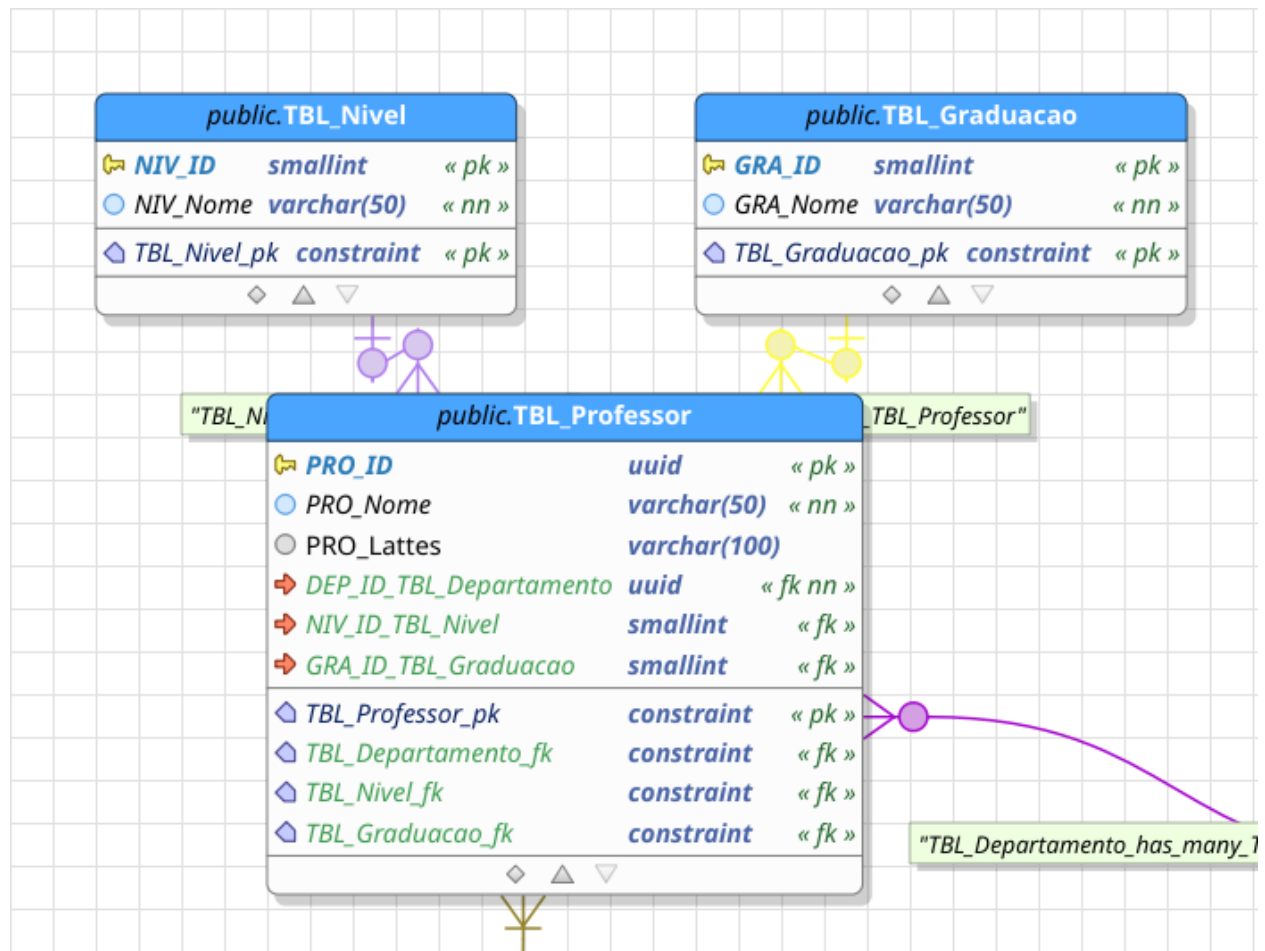 public.TBL_Nivel
NIV_ID smallint « pk »
NIV_Nome varchar(50) « nn »
TBL_Nivel_pk constraint « pk »
public.TBL_Graduacao
GRA_ID smallint « pk »
GRA_Nome varchar(50) « nn »
TBL_Graduacao_pk constraint « pk »
"TBL_Ni
_TBL_Professor"
public.TBL_Professor
PRO_ID uuid « pk »
PRO_Nome varchar(50) « nn »
PRO_Lattes varchar(100)
DEP_ID_TBL_Departamento uuid « fk nn »
NIV_ID_TBL_Nivel smallint « fk »
GRA_ID_TBL_Graduacao smallint « fk »
TBL_Professor_pk constraint « pk »
TBL_Departamento_fk constraint « fk »
TBL_Nivel_fk constraint « fk »
TBL_Graduacao_fk constraint « fk »
"TBL_Departamento_has_many_T